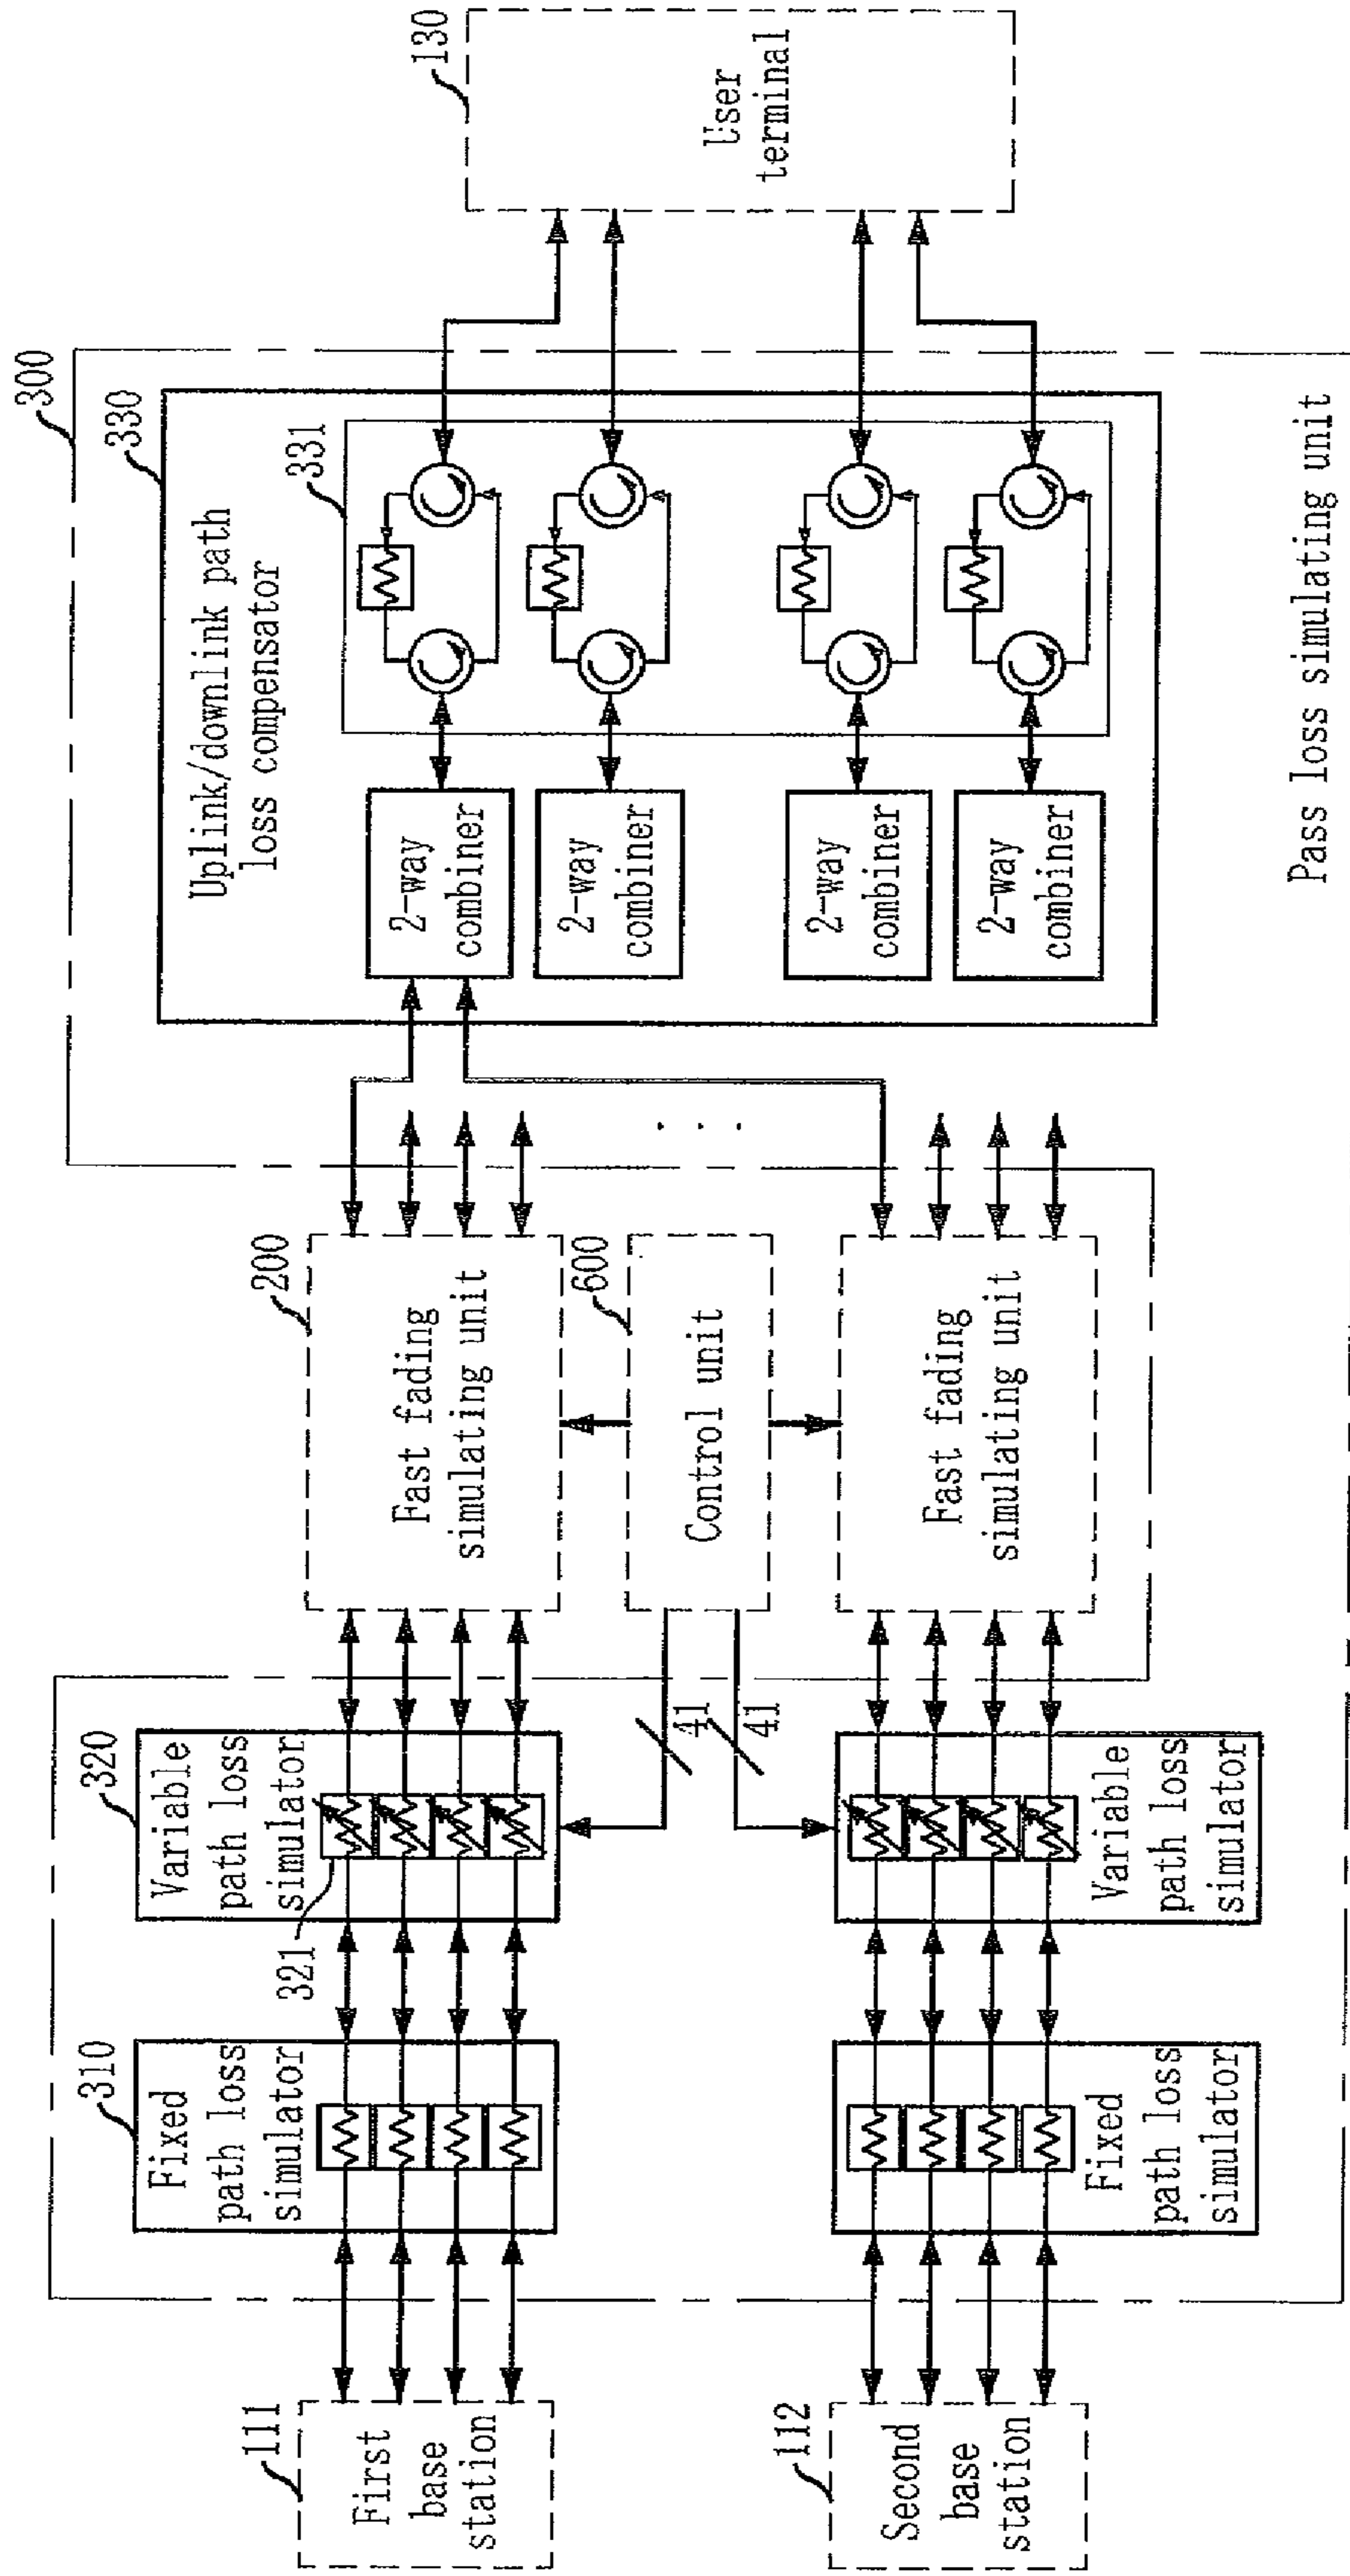 300
330
Uplink/downlink path
loss compensator
331
2-way
combiner
2-way
combiner
2-way
combiner
2-way
combiner
130
User
terminal
111
First
base
station
310
Fixed
path loss
simulator
320
Variable
path loss
simulator
321
200
Fast fading
simulating unit
600
Control unit
41
41
112
Second
base
station
Fixed
path loss
simulator
Variable
path loss
simulator
Fast fading
simulating unit
. . .
Pass loss simulating unit